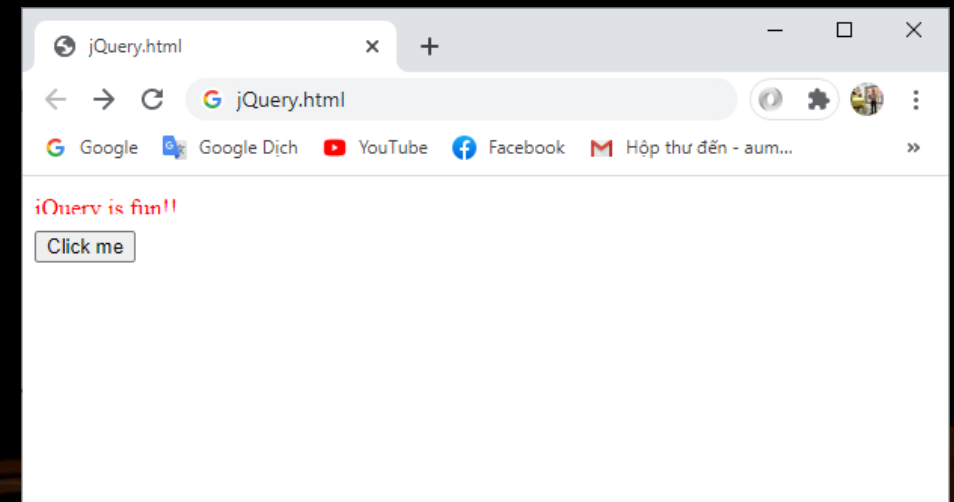 jQuery.html
jQuery.html
Google Google Dịch YouTube Facebook Hộp thư đến - aum...
jQuery is fun!!
Click me